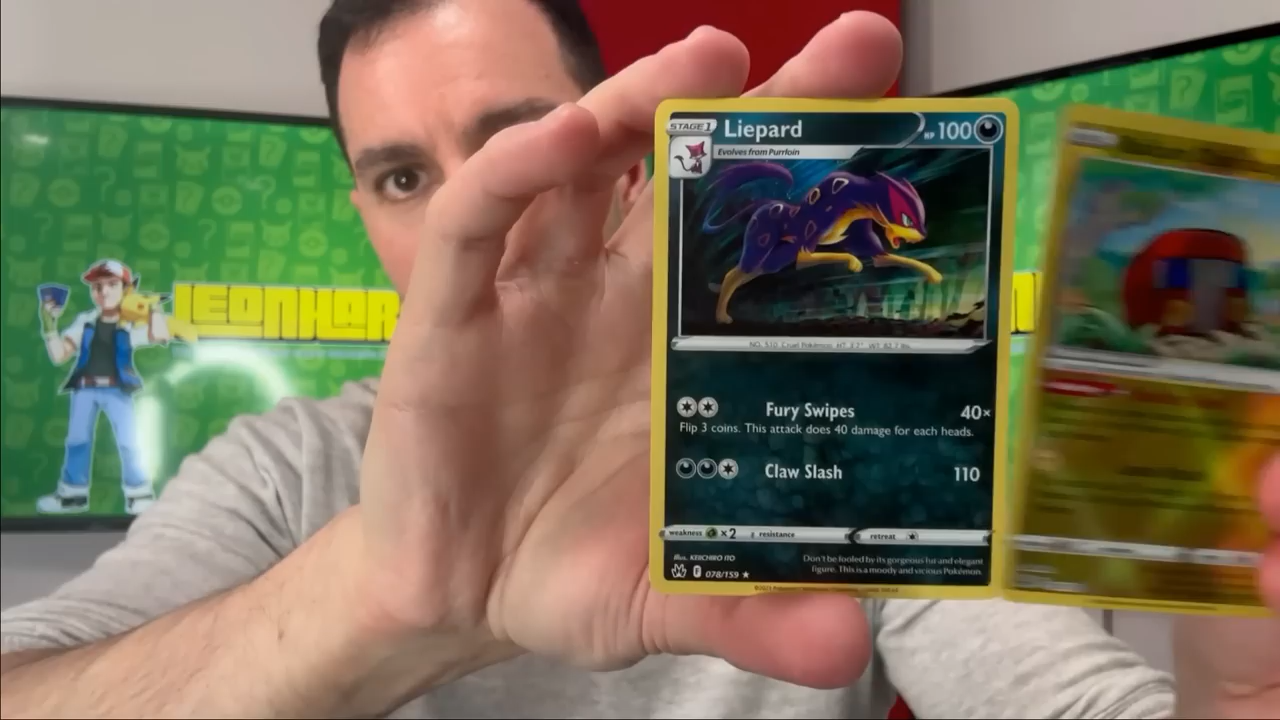 STAGE 1
Liepard
HP 100
Evolves from Purrloin
LEONHAR
NO. 510 Cruel Pokémon HT: 3'7" WT: 82.7 lbs.
Fury Swipes 40×
Flip 3 coins. This attack does 40 damage for each heads.
Claw Slash 110
weakness ×2 resistance retreat
Illus. KEIICHIRO ITO
F 078/159 ★
Don't be fooled by its gorgeous fur and elegant
figure. This is a moody and vicious Pokémon.